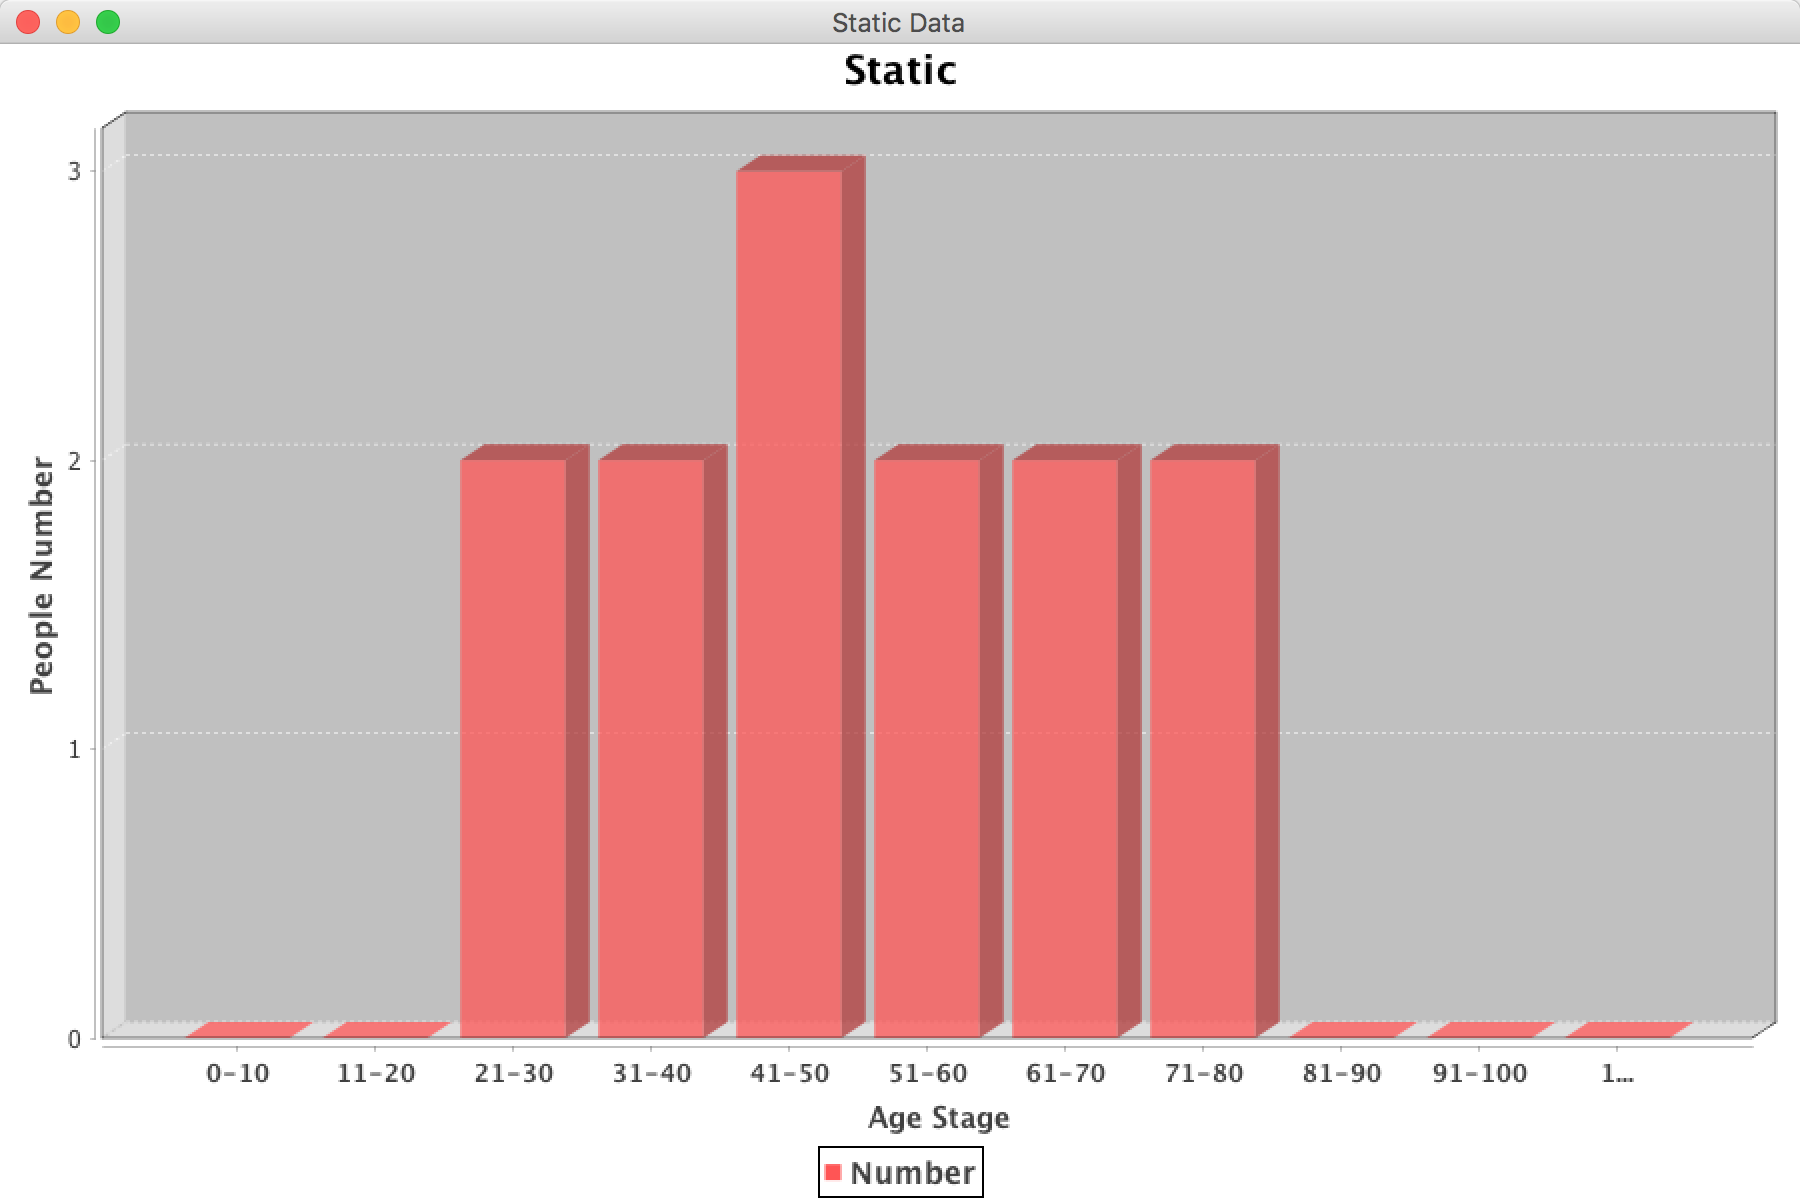 Static Data
Static
3
2
1
0
People Number
0-10 11-20 21-30 31-40 41-50 51-60 61-70 71-80 81-90 91-100 1...
Age Stage
Number